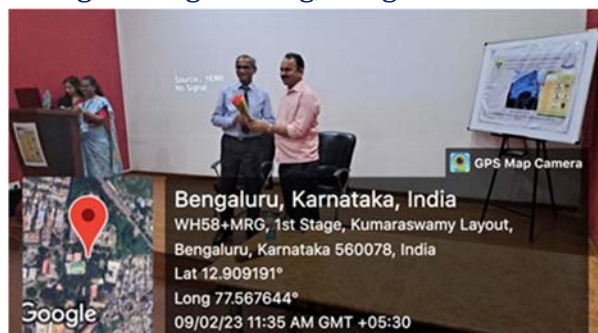 Source: HDMI
No Signal
GPS Map Camera
Bengaluru, Karnataka, India
WH58+MRG, 1st Stage, Kumaraswamy Layout,
Bengaluru, Karnataka 560078, India
Lat 12.909191°
Long 77.567644°
09/02/23 11:35 AM GMT +05:30
Google